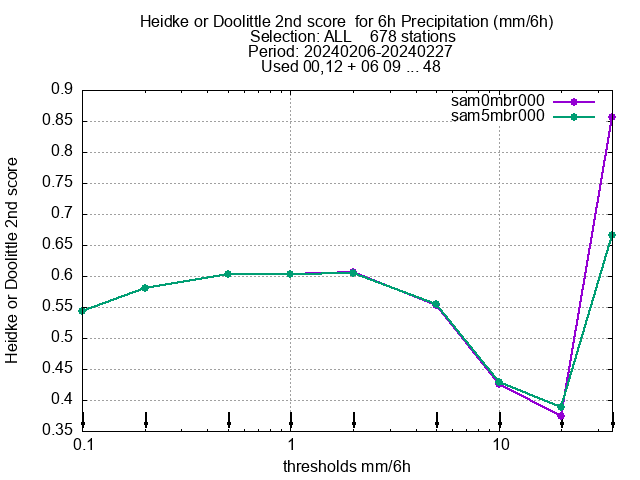 Heidke or Doolittle 2nd score  for 6h Precipitation (mm/6h)
Selection: ALL    678 stations
Period: 20240206-20240227
Used 00,12 + 06 09 ... 48
sam0mbr000
sam5mbr000
0.9
0.85
0.8
0.75
0.7
0.65
0.6
0.55
0.5
0.45
0.4
0.35
Heidke or Doolittle 2nd score
0.1 1 10
thresholds mm/6h